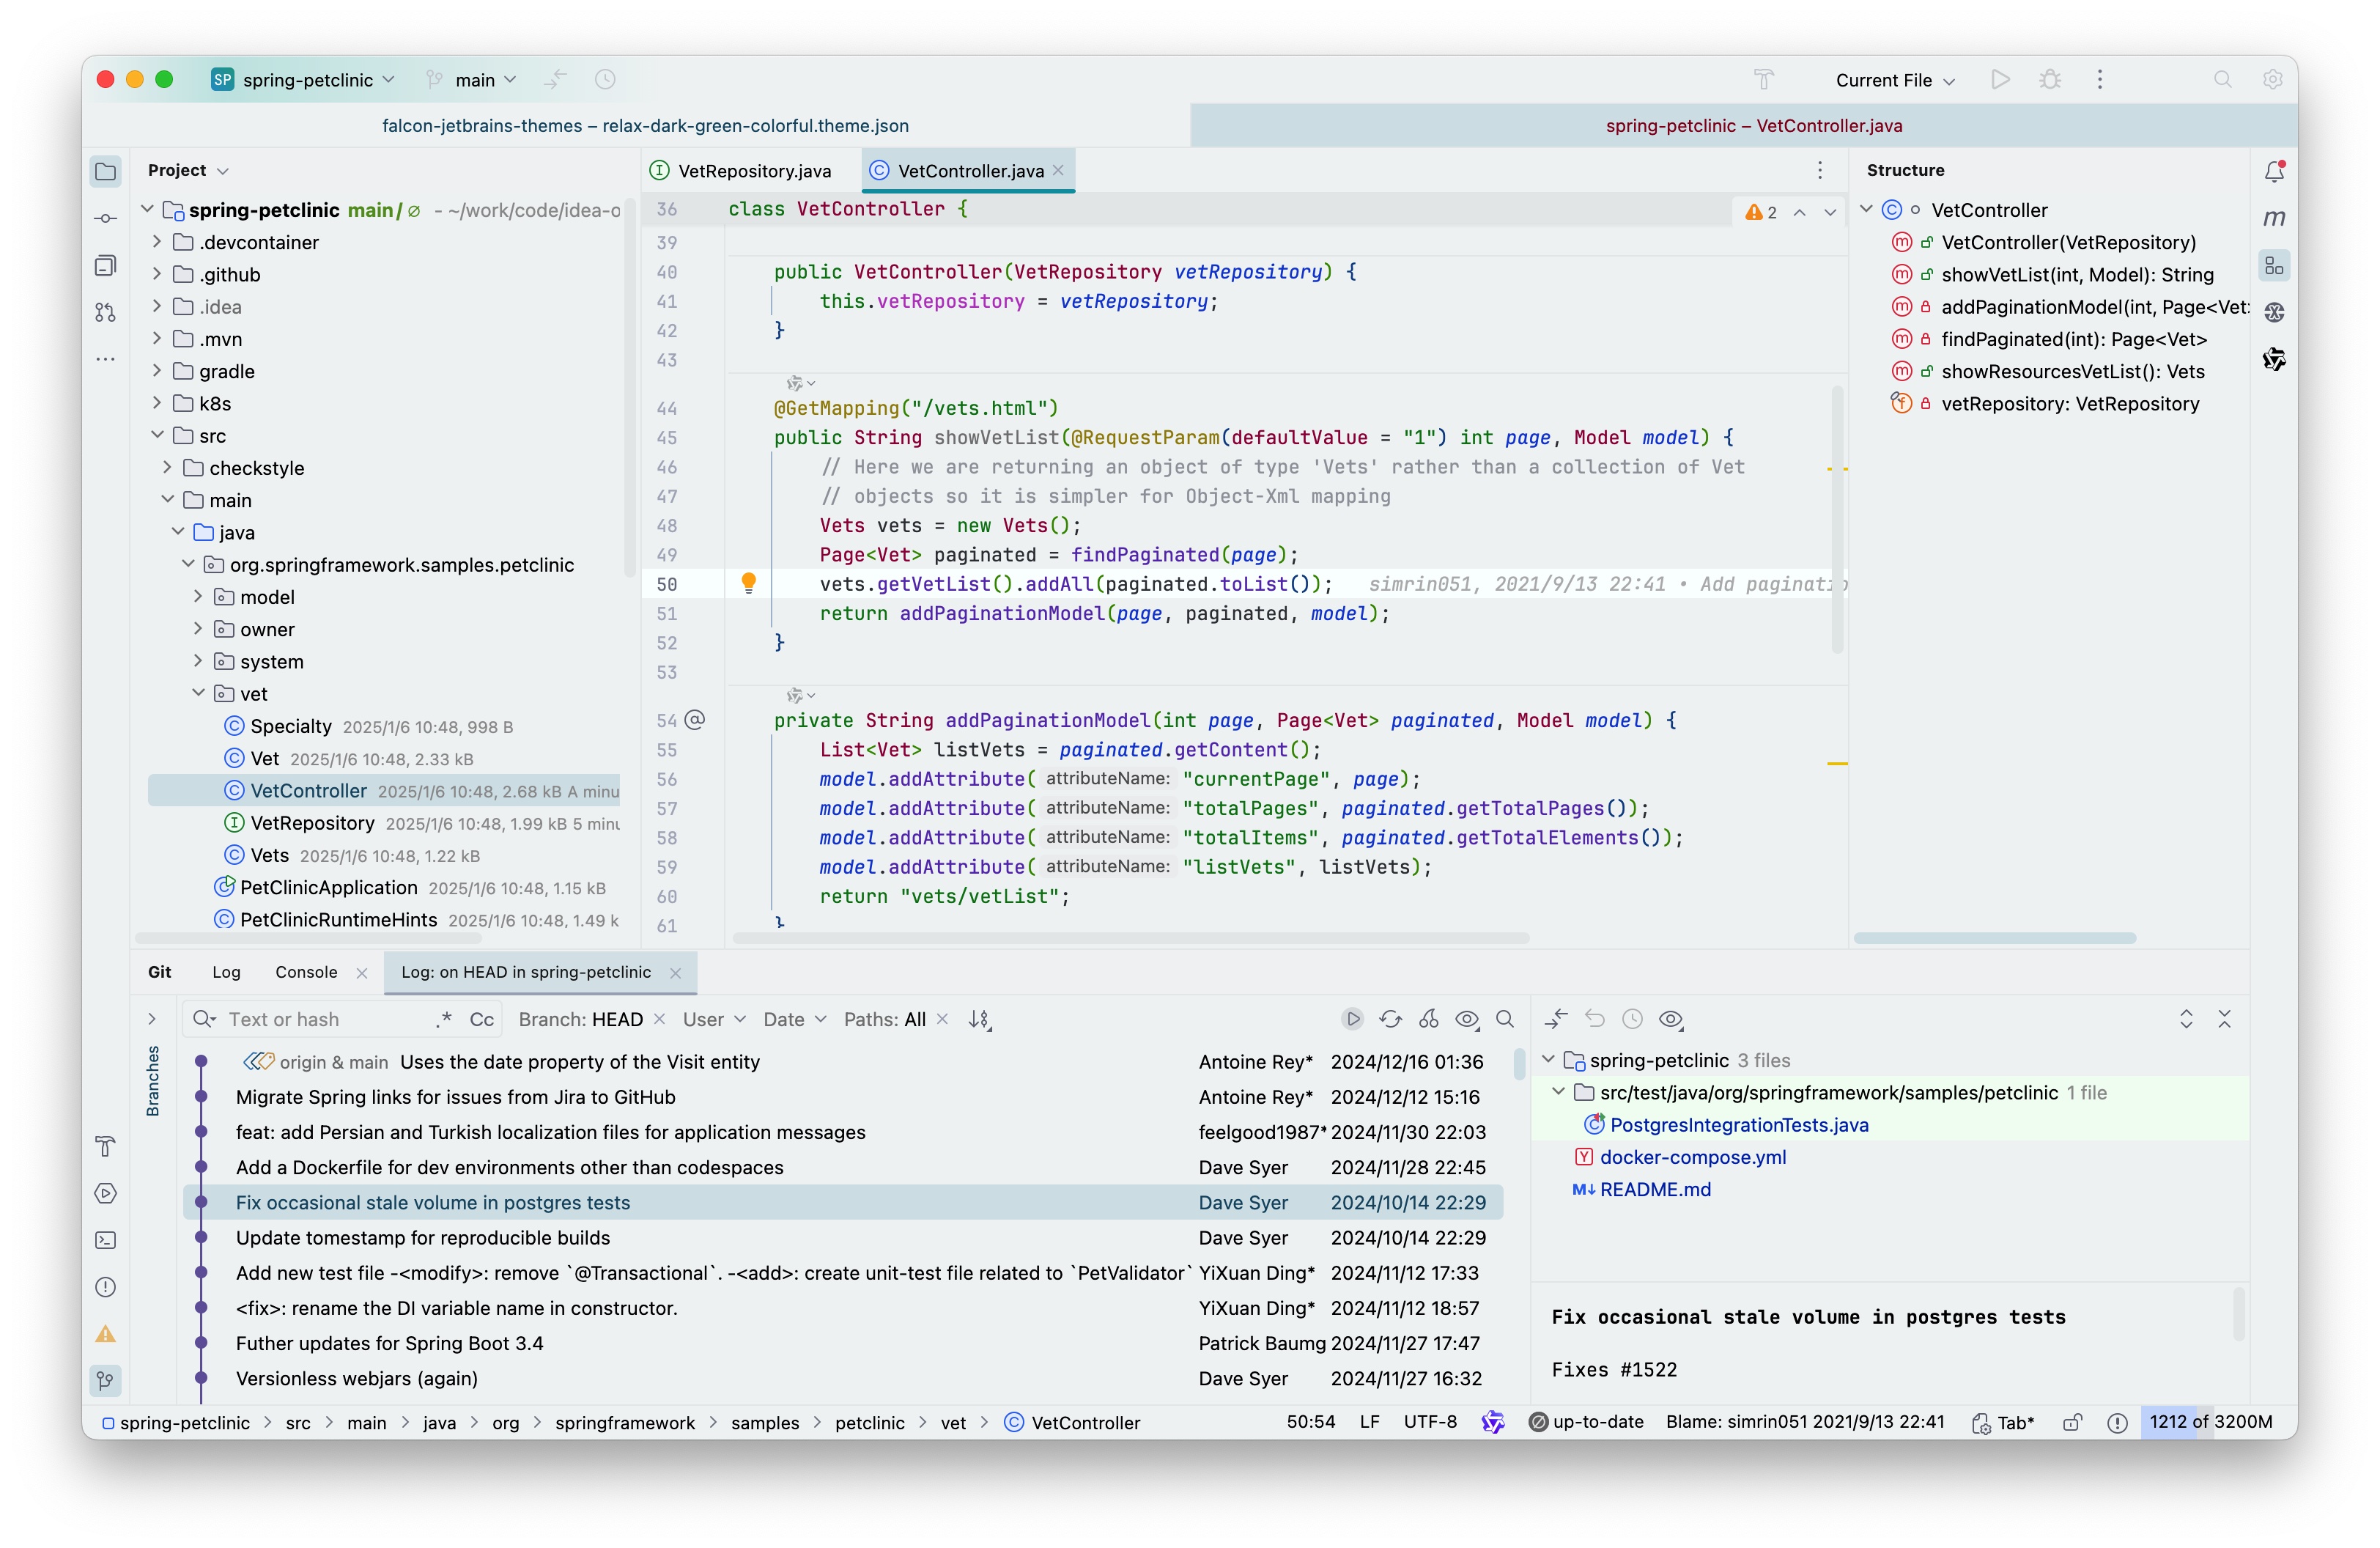 SP spring-petclinic main Current File
falcon-jetbrains-themes – relax-dark-green-colorful.theme.json
spring-petclinic – VetController.java
Project
spring-petclinic main / ∅ - ~/work/code/idea-o
.devcontainer
.github
.idea
.mvn
gradle
k8s
src
checkstyle
main
java
org.springframework.samples.petclinic
model
owner
system
vet
Specialty 2025/1/6 10:48, 998 B
Vet 2025/1/6 10:48, 2.33 kB
VetController 2025/1/6 10:48, 2.68 kB A minu
VetRepository 2025/1/6 10:48, 1.99 kB 5 minu
Vets 2025/1/6 10:48, 1.22 kB
PetClinicApplication 2025/1/6 10:48, 1.15 kB
PetClinicRuntimeHints 2025/1/6 10:48, 1.49 k
VetRepository.java
VetController.java
36 class VetController {
2
39
40 public VetController(VetRepository vetRepository) {
41 this.vetRepository = vetRepository;
42 }
43
44 @GetMapping("/vets.html")
45 public String showVetList(@RequestParam(defaultValue = "1") int page, Model model) {
46 // Here we are returning an object of type 'Vets' rather than a collection of Vet
47 // objects so it is simpler for Object-Xml mapping
48 Vets vets = new Vets();
49 Page<Vet> paginated = findPaginated(page);
50 vets.getVetList().addAll(paginated.toList()); simrin051, 2021/9/13 22:41 • Add paginatio
51 return addPaginationModel(page, paginated, model);
52 }
53
54 @ private String addPaginationModel(int page, Page<Vet> paginated, Model model) {
55 List<Vet> listVets = paginated.getContent();
56 model.addAttribute( attributeName: "currentPage", page);
57 model.addAttribute( attributeName: "totalPages", paginated.getTotalPages());
58 model.addAttribute( attributeName: "totalItems", paginated.getTotalElements());
59 model.addAttribute( attributeName: "listVets", listVets);
60 return "vets/vetList";
61 }
Structure
VetController
VetController(VetRepository)
showVetList(int, Model): String
addPaginationModel(int, Page<Vet>
findPaginated(int): Page<Vet>
showResourcesVetList(): Vets
vetRepository: VetRepository
m
Git Log Console Log: on HEAD in spring-petclinic
Branches
Text or hash .* Cc Branch: HEAD User Date Paths: All
origin & main Uses the date property of the Visit entity Antoine Rey* 2024/12/16 01:36
Migrate Spring links for issues from Jira to GitHub Antoine Rey* 2024/12/12 15:16
feat: add Persian and Turkish localization files for application messages feelgood1987* 2024/11/30 22:03
Add a Dockerfile for dev environments other than codespaces Dave Syer 2024/11/28 22:45
Fix occasional stale volume in postgres tests Dave Syer 2024/10/14 22:29
Update tomestamp for reproducible builds Dave Syer 2024/10/14 22:29
Add new test file -<modify>: remove `@Transactional`. -<add>: create unit-test file related to `PetValidator` YiXuan Ding* 2024/11/12 17:33
<fix>: rename the DI variable name in constructor. YiXuan Ding* 2024/11/12 18:57
Futher updates for Spring Boot 3.4 Patrick Baumg 2024/11/27 17:47
Versionless webjars (again) Dave Syer 2024/11/27 16:32
spring-petclinic 3 files
src/test/java/org/springframework/samples/petclinic 1 file
PostgresIntegrationTests.java
Y docker-compose.yml
M↓ README.md
Fix occasional stale volume in postgres tests
Fixes #1522
spring-petclinic > src > main > java > org > springframework > samples > petclinic > vet > VetController
50:54 LF UTF-8 up-to-date Blame: simrin051 2021/9/13 22:41 Tab* 1212 of 3200M